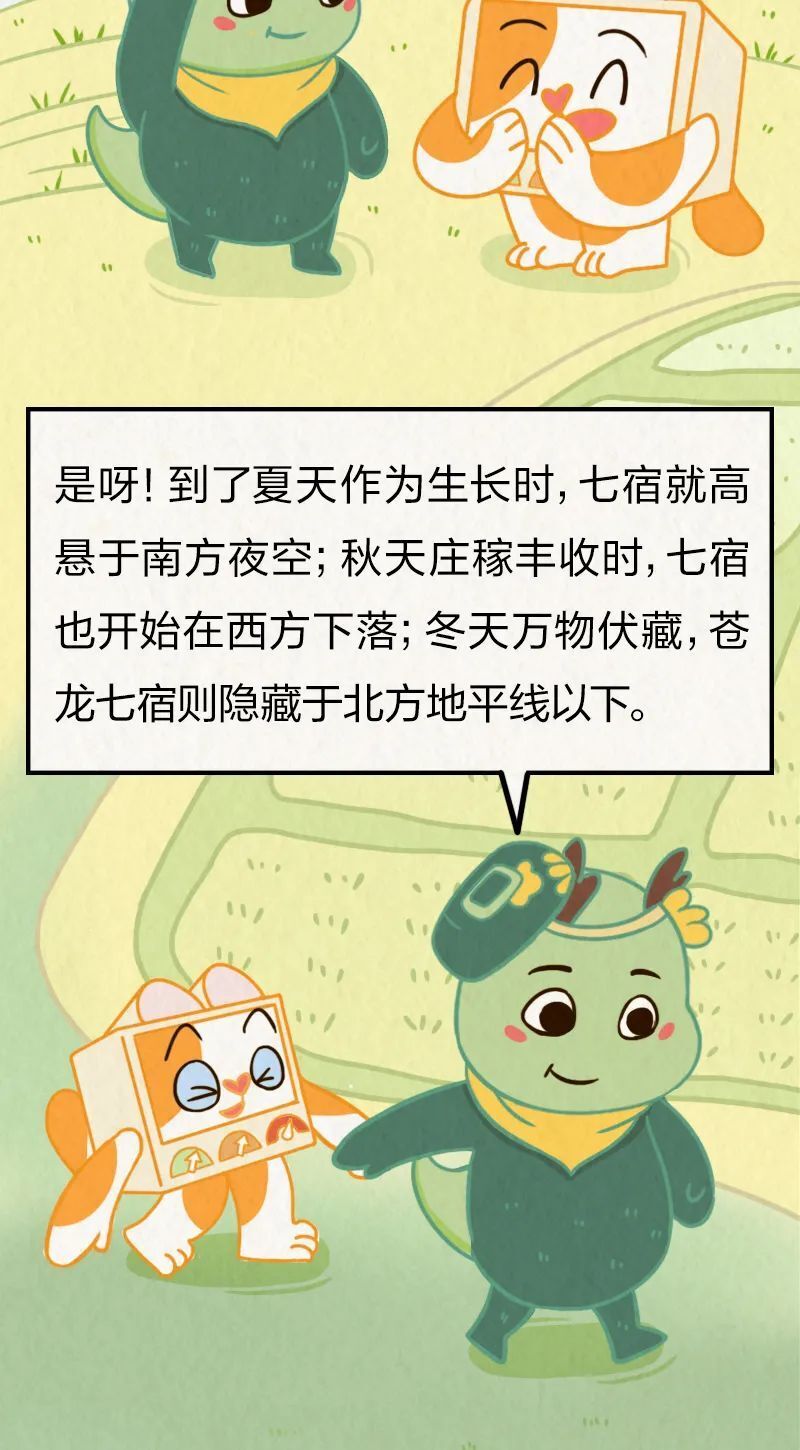 是呀！到了夏天作为生长时，七宿就高
悬于南方夜空；秋天庄稼丰收时，七宿
也开始在西方下落；冬天万物伏藏，苍
龙七宿则隐藏于北方地平线以下。